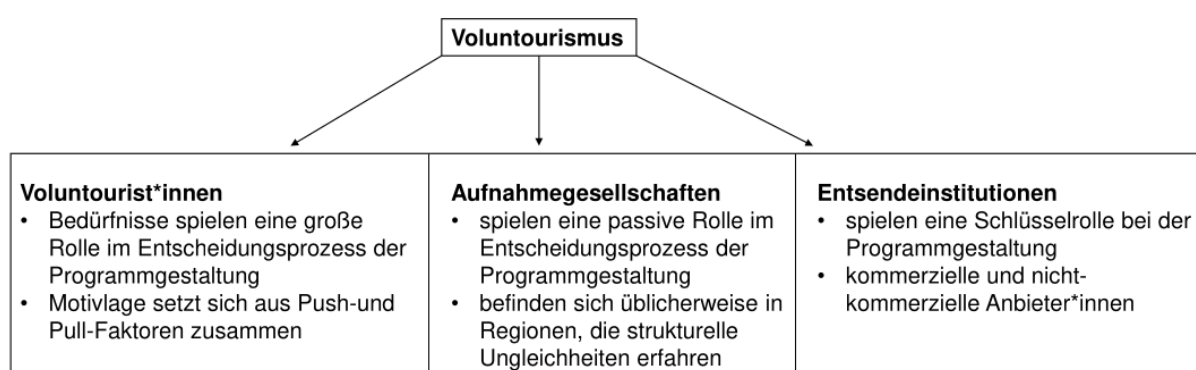 Voluntourismus
Voluntourist*innen
• Bedürfnisse spielen eine große
Rolle im Entscheidungsprozess der
Programmgestaltung
• Motivlage setzt sich aus Push-und
Pull-Faktoren zusammen
Aufnahmegesellschaften
• spielen eine passive Rolle im
Entscheidungsprozess der
Programmgestaltung
• befinden sich üblicherweise in
Regionen, die strukturelle
Ungleichheiten erfahren
Entsendeinstitutionen
• spielen eine Schlüsselrolle bei der
Programmgestaltung
• kommerzielle und nicht-
kommerzielle Anbieter*innen